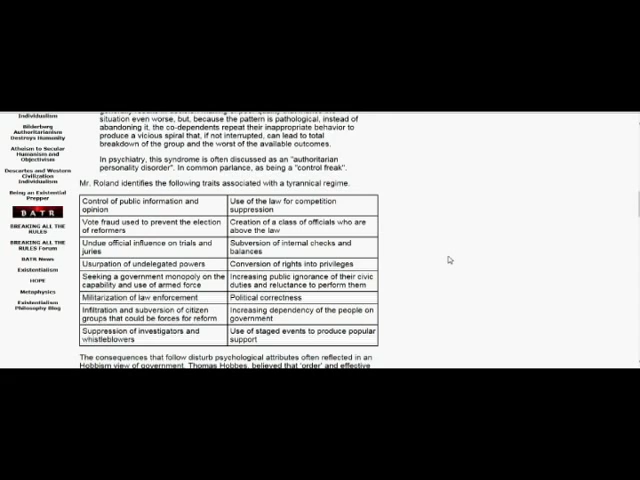 Individualism
Bilderberg
Authoritarianism
Destroys Humanity
Atheism to Secular
Humanism and
Objectivism
Descartes and Western
Civilization
Individualism
Being an Existential
Prepper
DATR
BREAKING ALL THE
RULES
BREAKING ALL THE
RULES Forum
BATR News
Existentialism
HOPE
Metaphysics
Existentialism
Philosophy Blog
situation even worse, but, because the pattern is pathological, instead of
abandoning it, the co-dependents repeat their inappropriate behavior to
produce a vicious spiral that, if not interrupted, can lead to total
breakdown of the group and the worst of the available outcomes.
In psychiatry, this syndrome is often discussed as an "authoritarian
personality disorder". In common parlance, as being a "control freak".
Mr. Roland identifies the following traits associated with a tyrannical regime.
Control of public information and
opinion
Use of the law for competition
suppression
Vote fraud used to prevent the election
of reformers
Creation of a class of officials who are
above the law
Undue official influence on trials and
juries
Subversion of internal checks and
balances
Usurpation of undelegated powers
Conversion of rights into privileges
Seeking a government monopoly on the
capability and use of armed force
Increasing public ignorance of their civic
duties and reluctance to perform them
Militarization of law enforcement
Political correctness
Infiltration and subversion of citizen
groups that could be forces for reform
Increasing dependency of the people on
government
Suppression of investigators and
whistleblowers
Use of staged events to produce popular
support
The consequences that follow disturb psychological attributes often reflected in an
Hobbism view of government. Thomas Hobbes, believed that 'order' and effective